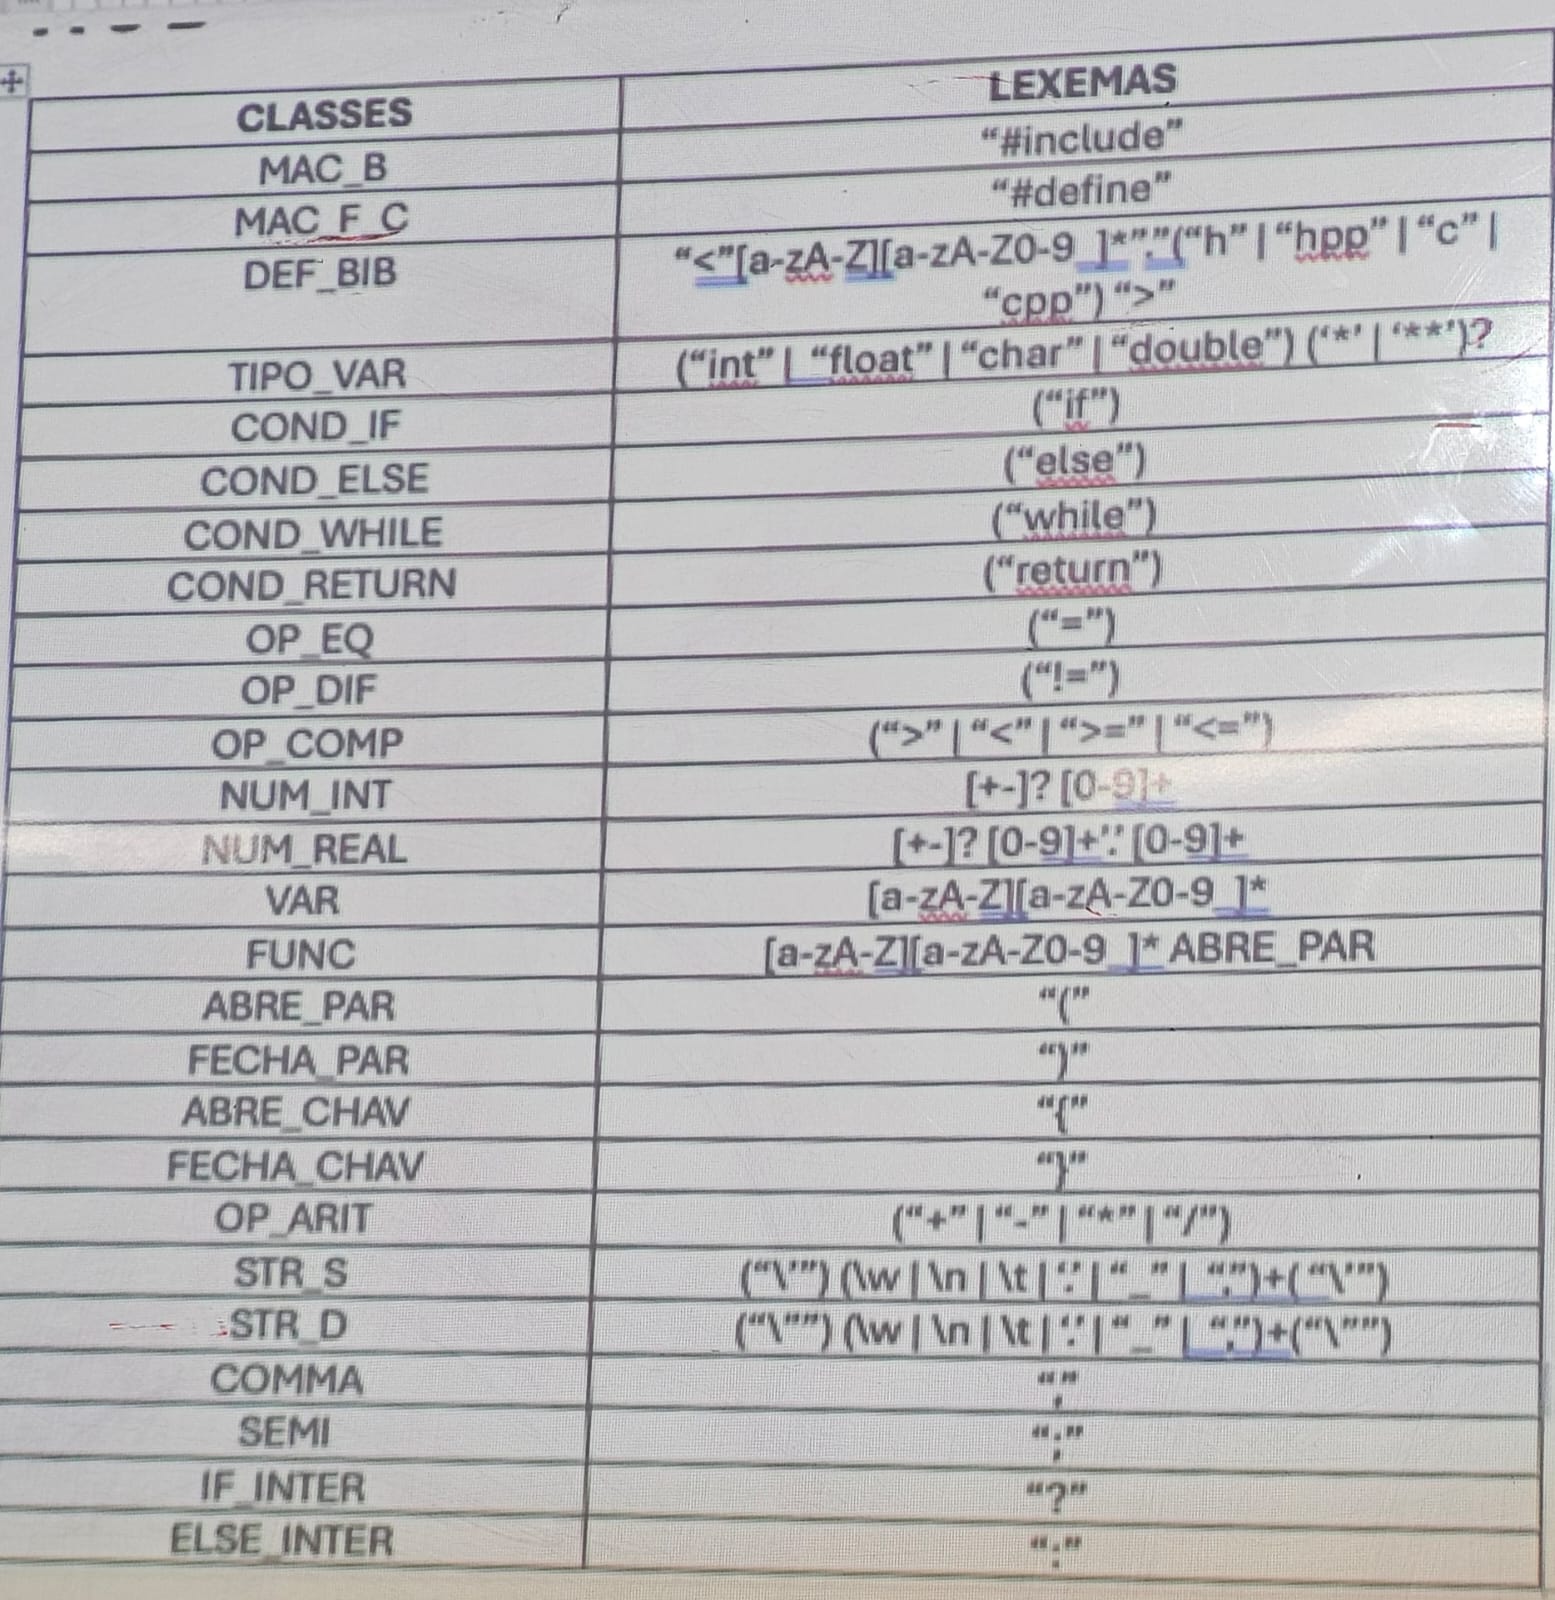 CLASSES LEXEMAS
MAC_B “#include”
MAC_F_C “#define”
DEF_BIB “<”[a-zA-Z][a-zA-Z0-9_]*”.”(“h” | “hpp” | “c” |
“cpp”) “>”
TIPO_VAR (“int” | “float” | “char” | “double”) (‘*’ | ‘**’)?
COND_IF (“if”)
COND_ELSE (“else”)
COND_WHILE (“while”)
COND_RETURN (“return”)
OP_EQ (“=”)
OP_DIF (“!=”)
OP_COMP (“>” | “<” | “>=” | “<=”)
NUM_INT [+-]? [0-9]+
NUM_REAL [+-]? [0-9]+‘.’ [0-9]+
VAR [a-zA-Z][a-zA-Z0-9_]*
FUNC [a-zA-Z][a-zA-Z0-9_]* ABRE_PAR
ABRE_PAR “(”
FECHA_PAR “)”
ABRE_CHAV “{”
FECHA_CHAV “}”
OP_ARIT (“+” | “-” | “*” | “/”)
STR_S (“\’”) (\w | \n | \t | ‘.’ | “_” | “.”)+(“\’”)
STR_D (“\””) (\w | \n | \t | ‘.’ | “_” | “.”)+(“\””)
COMMA “,”
SEMI “;”
IF_INTER “?”
ELSE_INTER “:”